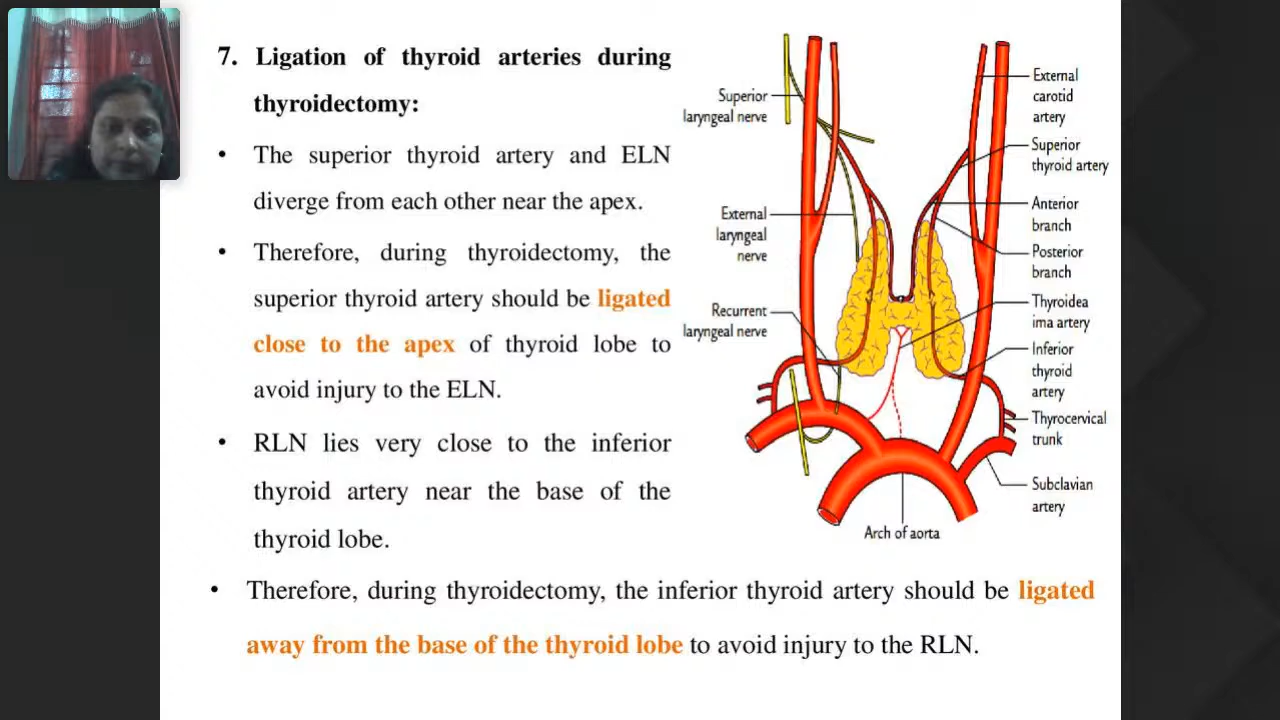 7. Ligation of thyroid arteries during
thyroidectomy:
• The superior thyroid artery and ELN
diverge from each other near the apex.
• Therefore, during thyroidectomy, the
superior thyroid artery should be ligated
close to the apex of thyroid lobe to
avoid injury to the ELN.
• RLN lies very close to the inferior
thyroid artery near the base of the
thyroid lobe.
• Therefore, during thyroidectomy, the inferior thyroid artery should be ligated
away from the base of the thyroid lobe to avoid injury to the RLN.
Superior
laryngeal nerve
External
laryngeal
nerve
Recurrent
laryngeal nerve
External
carotid
artery
Superior
thyroid artery
Anterior
branch
Posterior
branch
Thyroidea
ima artery
Inferior
thyroid
artery
Thyrocervical
trunk
Subclavian
artery
Arch of aorta